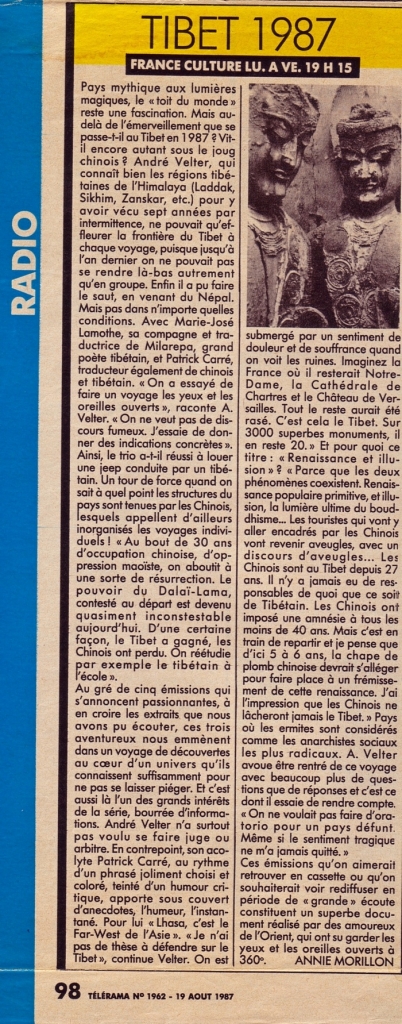 TIBET 1987
FRANCE CULTURE LU. A VE. 19 H 15
RADIO
Pays mythique aux lumières
magiques, le « toit du monde »
reste une fascination. Mais au-
delà de l'émerveillement que se
passe-t-il au Tibet en 1987 ? Vit-
il encore autant sous le joug
chinois ? André Velter, qui
connaît bien les régions tibé-
taines de l'Himalaya (Laddak,
Sikhim, Zanskar, etc.) pour y
avoir vécu sept années par
intermittence, ne pouvait qu'ef-
fleurer la frontière du Tibet à
chaque voyage, puisque jusqu'à
l'an dernier on ne pouvait pas
se rendre là-bas autrement
qu'en groupe. Enfin il a pu faire
le saut, en venant du Népal.
Mais pas dans n'importe quelles
conditions. Avec Marie-José
Lamothe, sa compagne et tra-
ductrice de Milarepa, grand
poète tibétain, et Patrick Carré,
traducteur également de chinois
et tibétain. « On a essayé de
faire un voyage les yeux et les
oreilles ouverts », raconte A.
Velter. « On ne veut pas de dis-
cours fumeux. J'essaie de don-
ner des indications concrètes ».
Ainsi, le trio a-t-il réussi à louer
une jeep conduite par un tibé-
tain. Un tour de force quand on
sait à quel point les structures du
pays sont tenues par les Chinois,
lesquels appellent d'ailleurs
inorganisés les voyages indivi-
duels ! « Au bout de 30 ans
d'occupation chinoise, d'op-
pression maoïste, on aboutit à
une sorte de résurrection. Le
pouvoir du Dalaï-Lama,
contesté au départ est devenu
quasiment inconstestable
aujourd'hui. D'une certaine
façon, le Tibet a gagné, les
Chinois ont perdu. On réétudie
par exemple le tibétain à
l'école ».
Au gré de cinq émissions qui
s'annoncent passionnantes, à
en croire les extraits que nous
avons pu écouter, ces trois
aventureux nous emmènent
dans un voyage de découvertes
au cœur d'un univers qu'ils
connaissent suffisamment pour
ne pas se laisser piéger. Et c'est
aussi là l'un des grands intérêts
de la série, bourrée d'informa-
tions. André Velter n'a surtout
pas voulu se faire juge ou
arbitre. En contrepoint, son aco-
lyte Patrick Carré, au rythme
d'un phrasé joliment choisi et
coloré, teinté d'un humour cri-
tique, apporte sous couvert
d'anecdotes, l'humeur, l'instan-
tané. Pour lui « Lhasa, c'est le
Far-West de l'Asie ». « Je n'ai
pas de thèse à défendre sur le
Tibet », continue Velter. On est
submergé par un sentiment de
douleur et de souffrance quand
on voit les ruines. Imaginez la
France où il resterait Notre-
Dame, la Cathédrale de
Chartres et le Château de Ver-
sailles. Tout le reste aurait été
rasé. C'est cela le Tibet. Sur
3000 superbes monuments, il
en reste 20. » Et pour quoi ce
titre : « Renaissance et illu-
sion » ? « Parce que les deux
phénomènes coexistent. Renais-
sance populaire primitive, et illu-
sion, la lumière ultime du boud-
dhisme... Les touristes qui vont y
aller encadrés par les Chinois
vont revenir aveugles, avec un
discours d'aveugles... Les
Chinois sont au Tibet depuis 27
ans. Il n'y a jamais eu de res-
ponsables de quoi que ce soit
de Tibétain. Les Chinois ont
imposé une amnésie à tous les
moins de 40 ans. Mais c'est en
train de repartir et je pense que
d'ici 5 à 6 ans, la chape de
plomb chinoise devrait s'alléger
pour faire place à un frémisse-
ment de cette renaissance. J'ai
l'impression que les Chinois ne
lâcheront jamais le Tibet. » Pays
où les ermites sont considérés
comme les anarchistes sociaux
les plus radicaux. A. Velter
avoue être rentré de ce voyage
avec beaucoup plus de ques-
tions que de réponses et c'est ce
dont il essaie de rendre compte.
« On ne voulait pas faire d'ora-
torio pour un pays défunt.
Même si le sentiment tragique
ne m'a jamais quitté. »
Ces émissions qu'on aimerait
retrouver en cassette ou qu'on
souhaiterait voir rediffuser en
période de « grande » écoute
constituent un superbe docu-
ment réalisé par des amoureux
de l'Orient, qui ont su garder les
yeux et les oreilles ouverts à
360°. ANNIE MORILLON
98 TÉLÉRAMA N° 1962 - 19 AOUT 1987